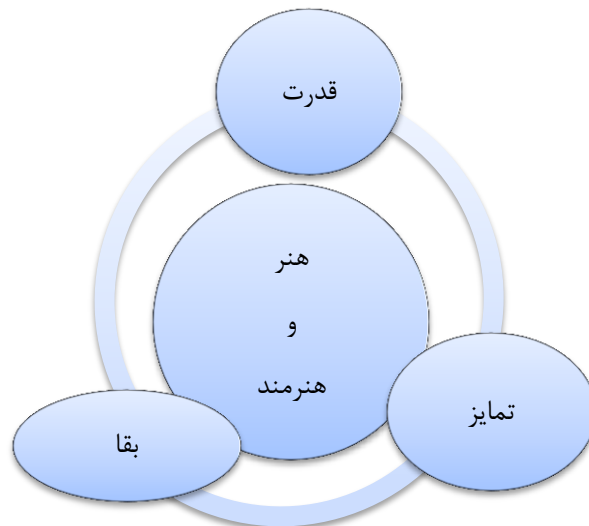 قدرت
هنر
و
هنرمند
تمایز
بقا